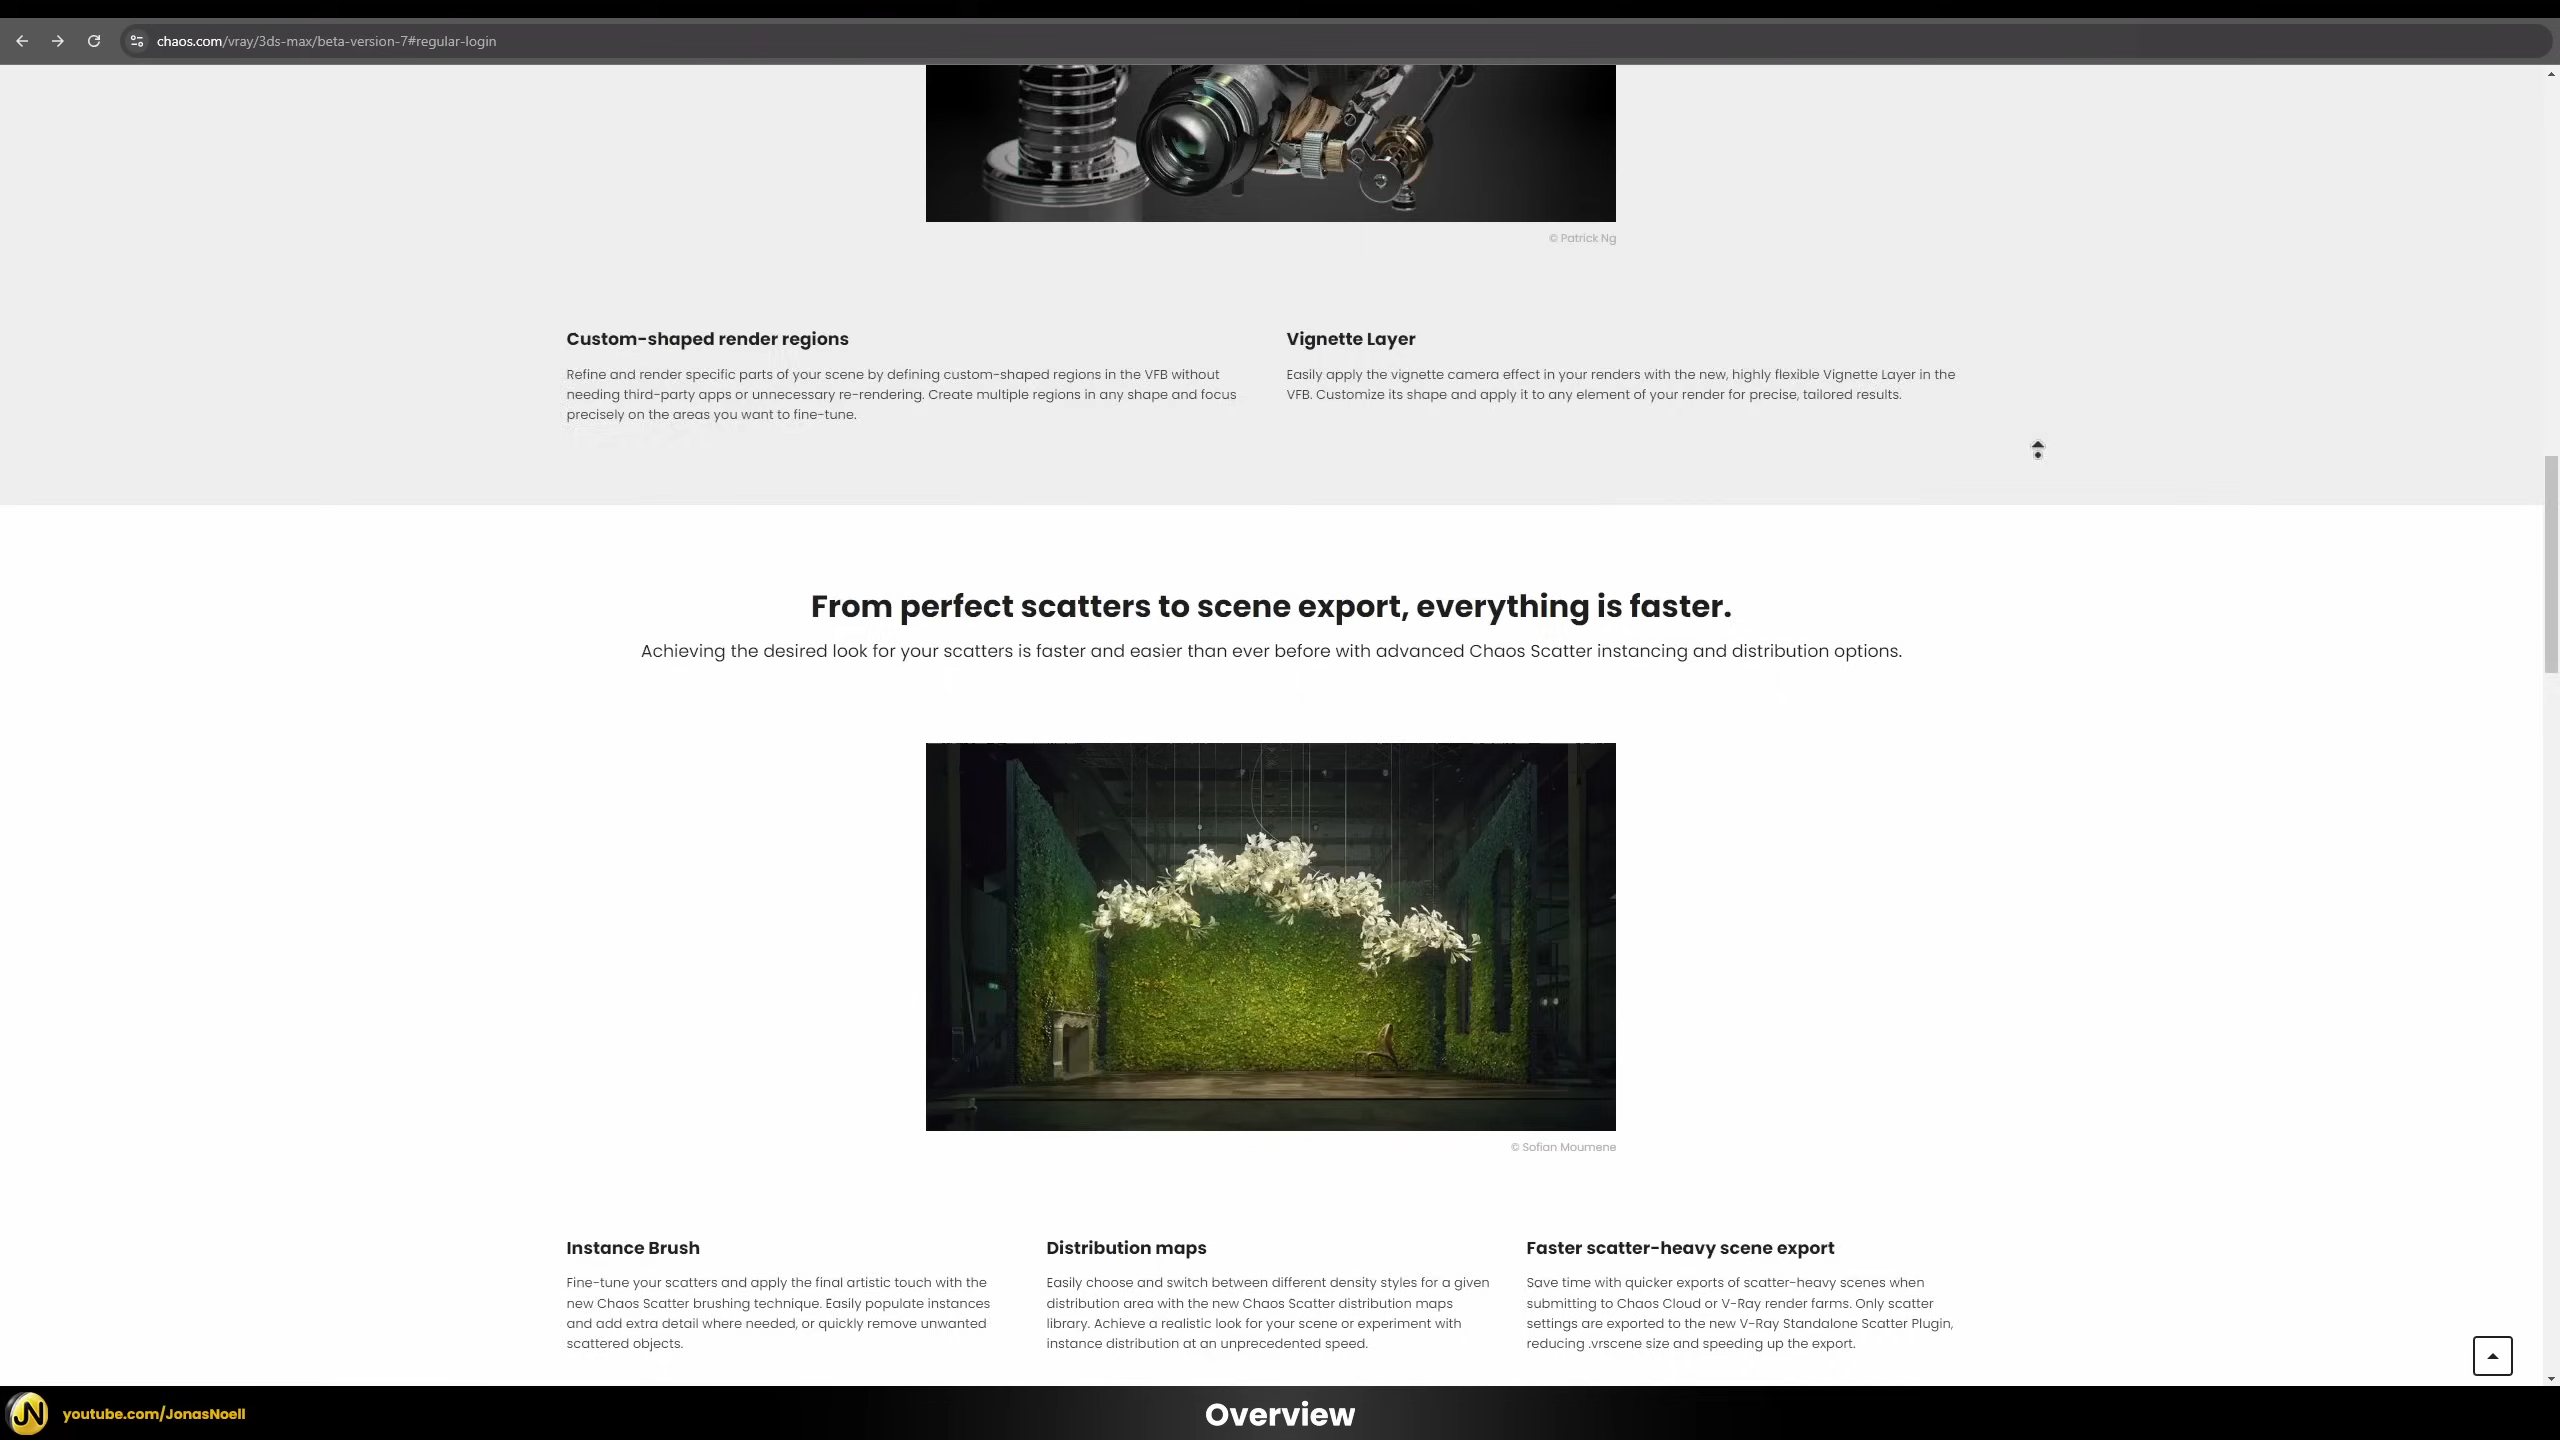 chaos.com/vray/3ds-max/beta-version-7#regular-login
© Patrick Ng
Custom-shaped render regions
Refine and render specific parts of your scene by defining custom-shaped regions in the VFB without
needing third-party apps or unnecessary re-rendering. Create multiple regions in any shape and focus
precisely on the areas you want to fine-tune.
Vignette Layer
Easily apply the vignette camera effect in your renders with the new, highly flexible Vignette Layer in the
VFB. Customize its shape and apply it to any element of your render for precise, tailored results.
From perfect scatters to scene export, everything is faster.
Achieving the desired look for your scatters is faster and easier than ever before with advanced Chaos Scatter instancing and distribution options.
© Sofian Moumene
Instance Brush
Fine-tune your scatters and apply the final artistic touch with the
new Chaos Scatter brushing technique. Easily populate instances
and add extra detail where needed, or quickly remove unwanted
scattered objects.
Distribution maps
Easily choose and switch between different density styles for a given
distribution area with the new Chaos Scatter distribution maps
library. Achieve a realistic look for your scene or experiment with
instance distribution at an unprecedented speed.
Faster scatter-heavy scene export
Save time with quicker exports of scatter-heavy scenes when
submitting to Chaos Cloud or V-Ray render farms. Only scatter
settings are exported to the new V-Ray Standalone Scatter Plugin,
reducing .vrscene size and speeding up the export.
JN
youtube.com/JonasNoell
Overview